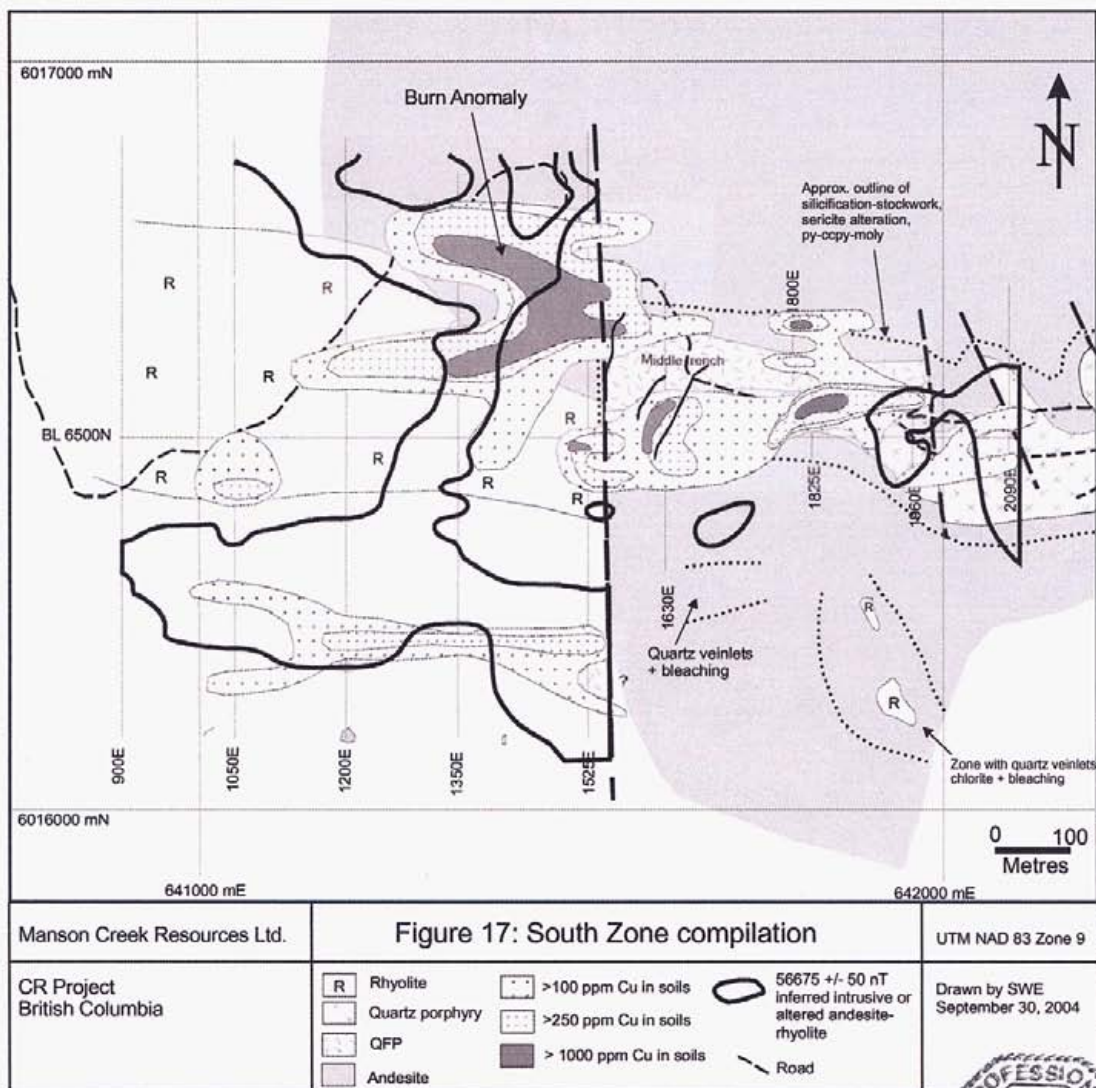 6017000 mN
Burn Anomaly
N
Approx. outline of
silicification-stockwork,
sericite alteration,
py-ccpy-moly
R
R
1800E
Middle trench
R
R
R
BL 6500N
R
R
R
R
1825E
1860E
2090E
1630E
R
Quartz veinlets
+ bleaching
?
R
900E
1050E
1200E
1350E
1525E
Zone with quartz veinlets
chlorite + bleaching
6016000 mN
0 100
Metres
641000 mE
642000 mE
Manson Creek Resources Ltd.
Figure 17: South Zone compilation
UTM NAD 83 Zone 9
CR Project
British Columbia
R Rhyolite
Quartz porphyry
QFP
Andesite
>100 ppm Cu in soils
>250 ppm Cu in soils
> 1000 ppm Cu in soils
56675 +/- 50 nT
Inferred intrusive or
altered andesite-
rhyolite
Road
Drawn by SWE
September 30, 2004